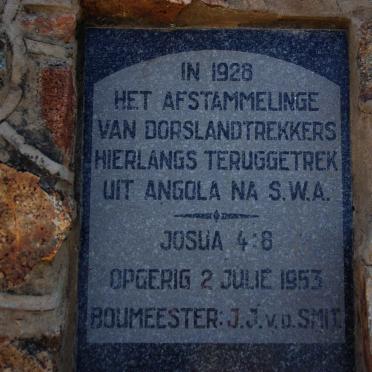 IN 1928
HET AFSTAMMELINGE
VAN DORSLANDTREKKERS
HIERLANGS TERUGGETREK
UIT ANGOLA NA S.W.A.
JOSUA 4:8
OPGERIG 2 JULIE 1953
BOUMEESTER: J.J.v.d.SMIT.